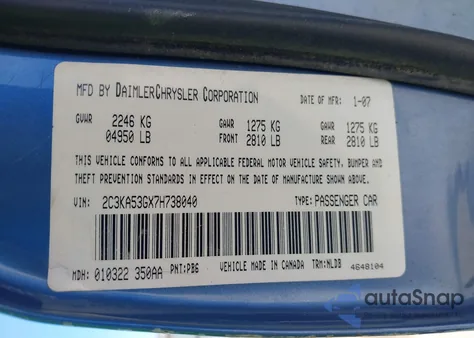 MFD BY DAIMLERCHRYSLER CORPORATION DATE OF MFR: 1-07
GVWR 2246 KG GAWR 1275 KG GAWR 1275 KG
04950 LB FRONT 2810 LB REAR 2810 LB
THIS VEHICLE CONFORMS TO ALL APPLICABLE FEDERAL MOTOR VEHICLE SAFETY, BUMPER AND
THEFT PREVENTION STANDARDS IN EFFECT ON THE DATE OF MANUFACTURE SHOWN ABOVE.
VIN: 2C3KA53GX7H738040 TYPE: PASSENGER CAR
MDH: 010322 350AA PNT:PBG VEHICLE MADE IN CANADA TRM:NLDB 4648104
autoSnap